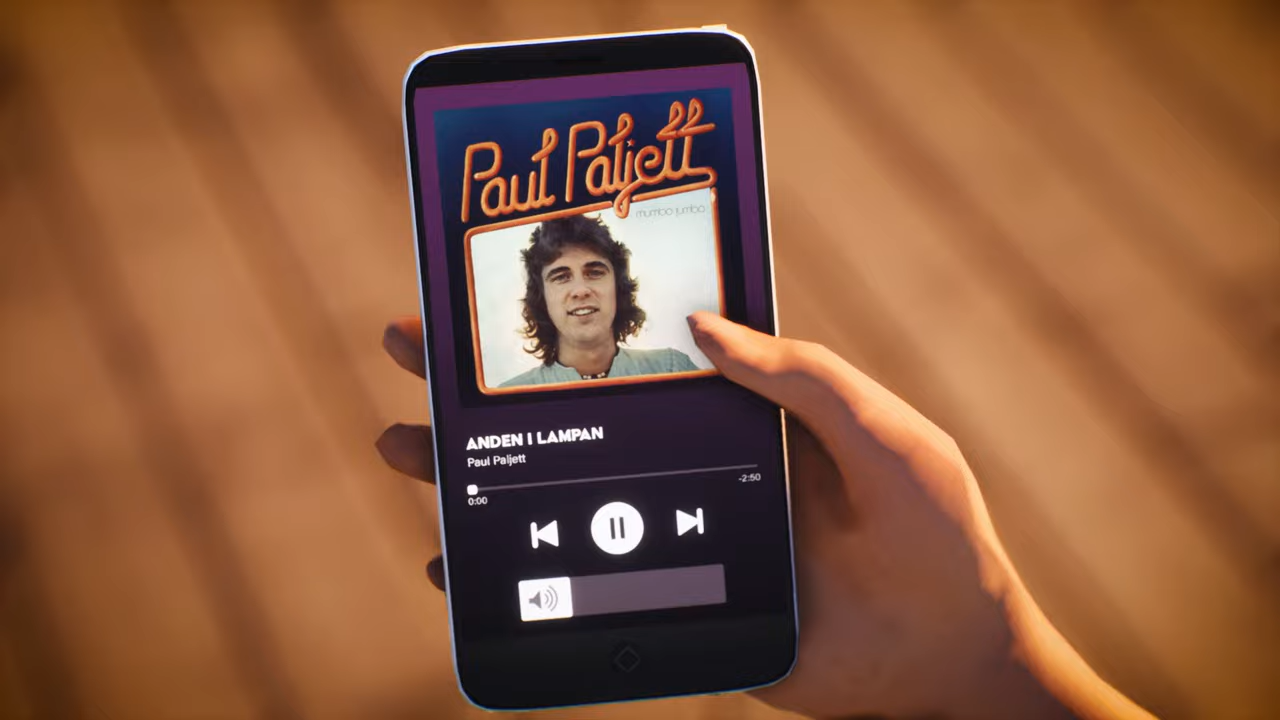 Paul Paljett
mumbo jumbo
ANDEN I LAMPAN
Paul Paljett
0:00
-2:50